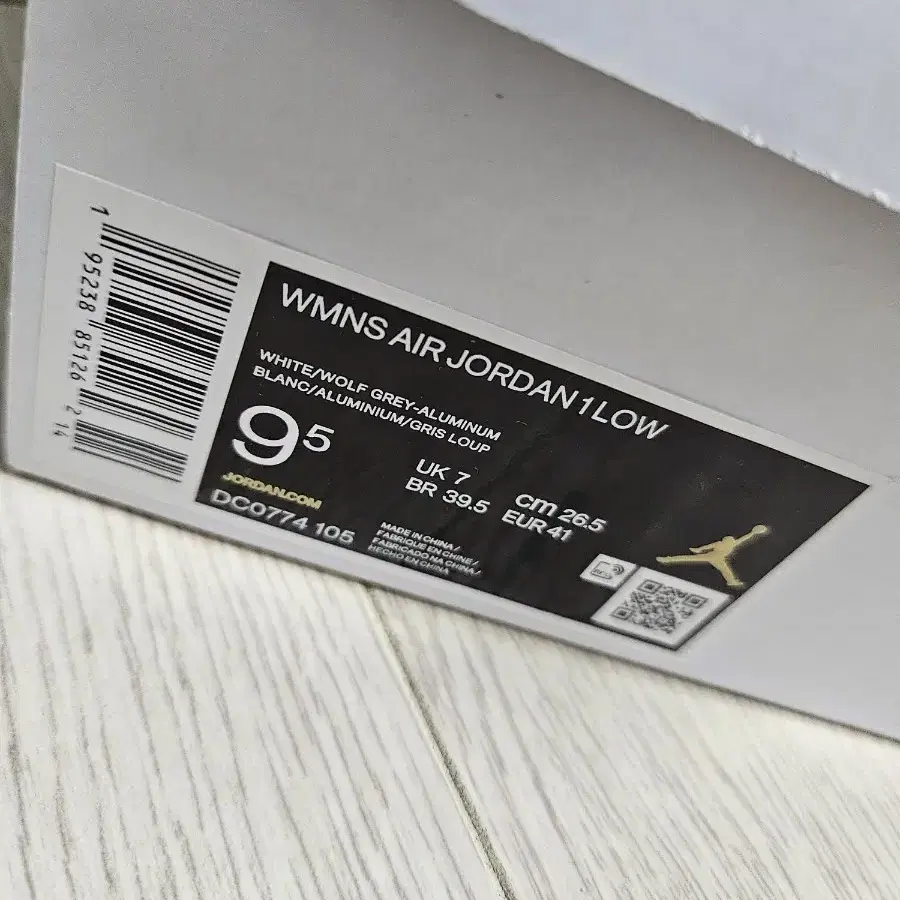 WMNS AIR JORDAN 1 LOW
WHITE/WOLF GREY-ALUMINUM
BLANC/ALUMINIUM/GRIS LOUP
9⁵
UK 7
BR 39.5
cm 26.5
EUR 41
JORDAN.COM
DC0774 105
MADE IN CHINA/
FABRIQUE EN CHINE/
FABRICADO NA CHINA/
HECHO EN CHINA
1 95238 85126 2 14